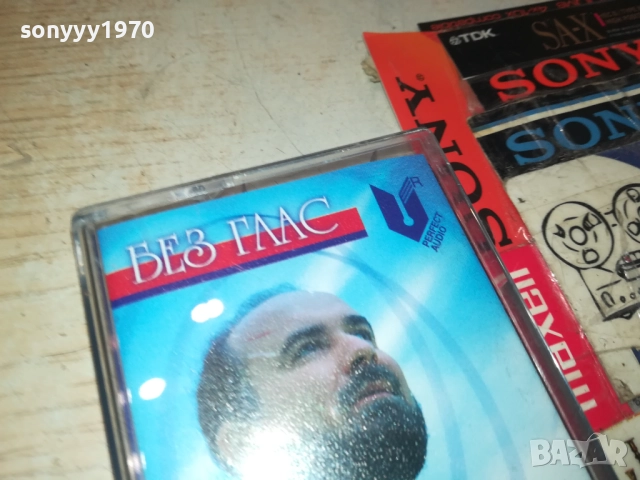 sonyyy1970
TDK
SA-X
SONY
SONY
SONY
maxell
БЕЗ ГЛАС
PERFECT
AUDIO
BAZAR